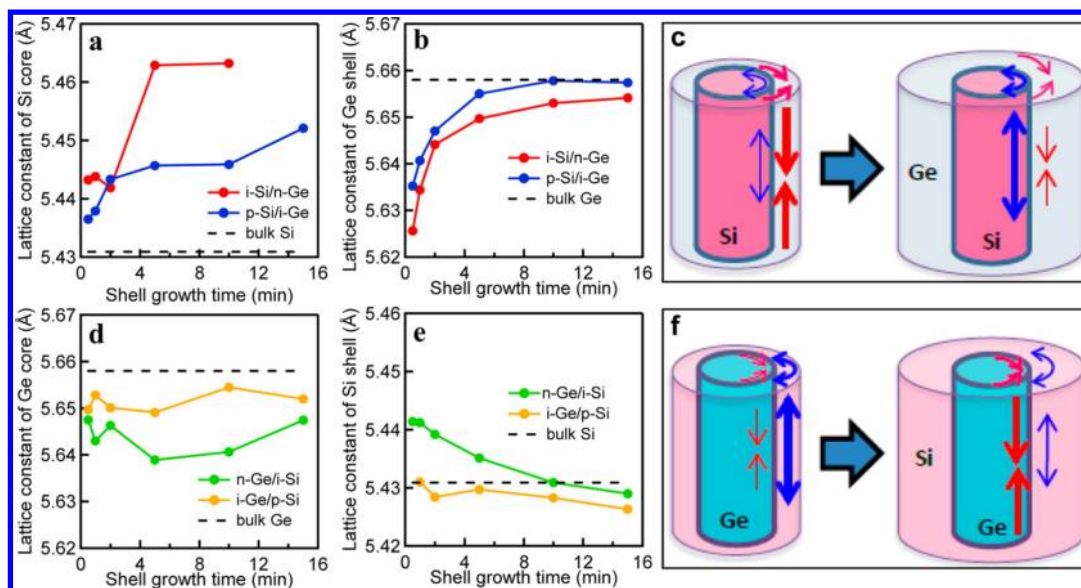 a
Lattice constant of Si core (Å)
5.47
5.46
5.45
5.44
5.43
i-Si/n-Ge
p-Si/i-Ge
bulk Si
0 4 8 12 16
Shell growth time (min)
b
Lattice constant of Ge shell (Å)
5.67
5.66
5.65
5.64
5.63
5.62
i-Si/n-Ge
p-Si/i-Ge
bulk Ge
0 4 8 12 16
Shell growth time (min)
c
Si
Ge
Si
d
Lattice constant of Ge core (Å)
5.67
5.66
5.65
5.64
5.63
5.62
n-Ge/i-Si
i-Ge/p-Si
bulk Ge
0 4 8 12 16
Shell growth time (min)
e
Lattice constant of Si shell (Å)
5.46
5.45
5.44
5.43
5.42
n-Ge/i-Si
i-Ge/p-Si
bulk Si
0 4 8 12 16
Shell growth time (min)
f
Ge
Si
Ge